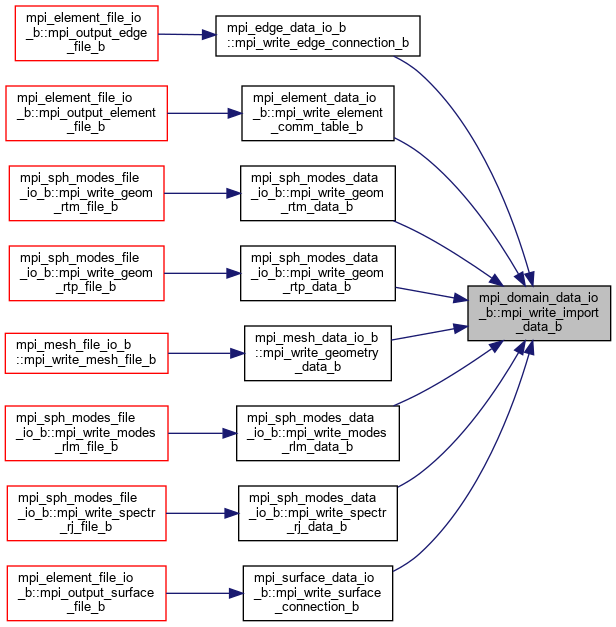 mpi_element_file_io
_b::mpi_output_edge
_file_b
mpi_edge_data_io_b
::mpi_write_edge_connection_b
mpi_element_file_io
_b::mpi_output_element
_file_b
mpi_element_data_io
_b::mpi_write_element
_comm_table_b
mpi_sph_modes_file
_io_b::mpi_write_geom
_rtm_file_b
mpi_sph_modes_data
_io_b::mpi_write_geom
_rtm_data_b
mpi_sph_modes_file
_io_b::mpi_write_geom
_rtp_file_b
mpi_sph_modes_data
_io_b::mpi_write_geom
_rtp_data_b
mpi_domain_data_io
_b::mpi_write_import
_data_b
mpi_mesh_file_io_b
::mpi_write_mesh_file_b
mpi_mesh_data_io_b
::mpi_write_geometry
_data_b
mpi_sph_modes_file
_io_b::mpi_write_modes
_rlm_file_b
mpi_sph_modes_data
_io_b::mpi_write_modes
_rlm_data_b
mpi_sph_modes_file
_io_b::mpi_write_spectr
_rj_file_b
mpi_sph_modes_data
_io_b::mpi_write_spectr
_rj_data_b
mpi_element_file_io
_b::mpi_output_surface
_file_b
mpi_surface_data_io
_b::mpi_write_surface
_connection_b